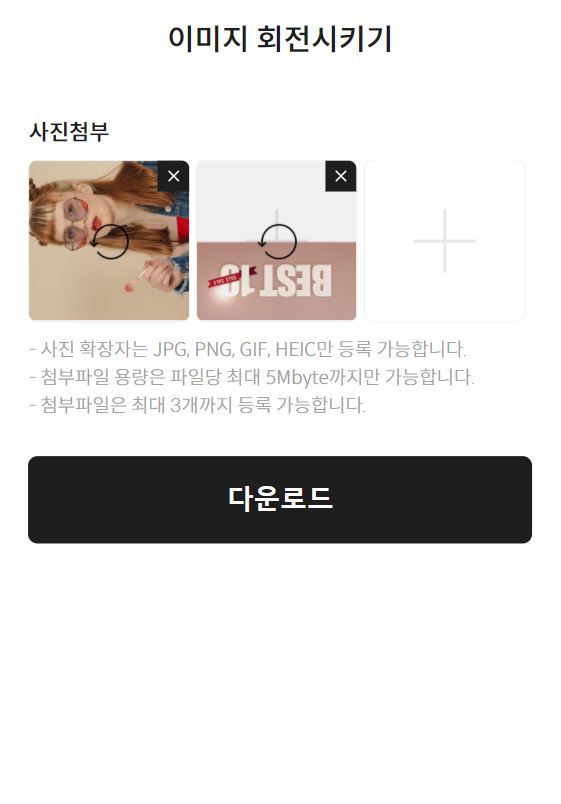 이미지 회전시키기
사진첨부
BEST 10
- 사진 확장자는 JPG, PNG, GIF, HEIC만 등록 가능합니다.
- 첨부파일 용량은 파일당 최대 5Mbyte까지만 가능합니다.
- 첨부파일은 최대 3개까지 등록 가능합니다.
다운로드